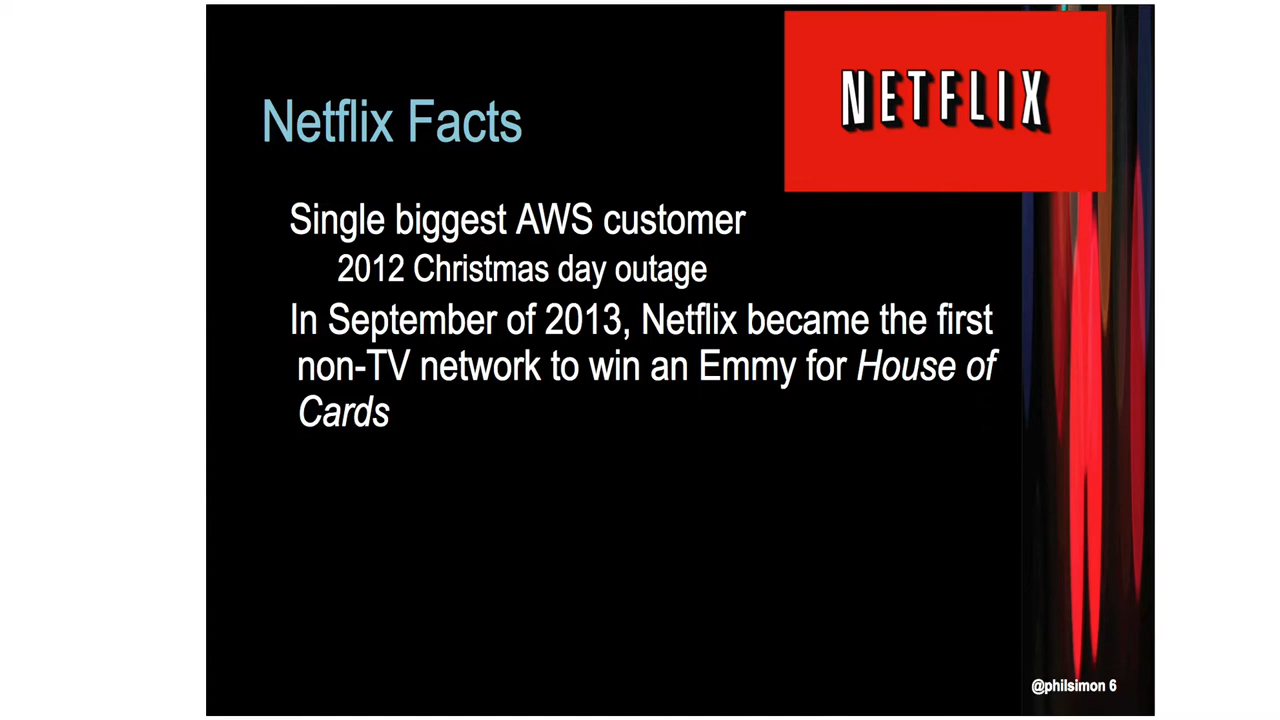 NETFLIX
Netflix Facts
Single biggest AWS customer
2012 Christmas day outage
In September of 2013, Netflix became the first
non-TV network to win an Emmy for House of
Cards
@philsimon 6